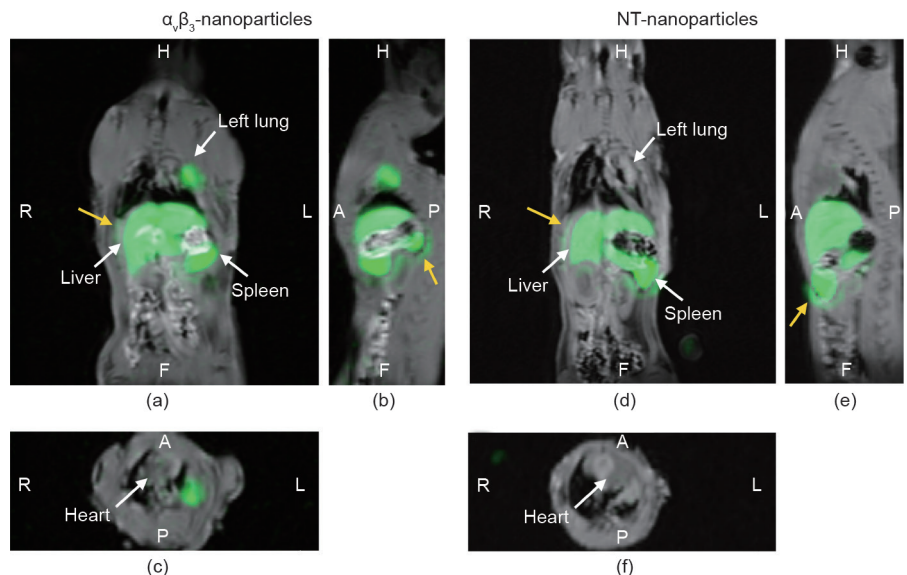 αvβ3-nanoparticles
NT-nanoparticles
H
Left lung
R
L
Liver
Spleen
F
(a)
H
A
P
F
(b)
H
Left lung
R
L
Liver
Spleen
F
(d)
H
A
P
F
(e)
A
R
L
Heart
P
(c)
A
R
L
Heart
P
(f)